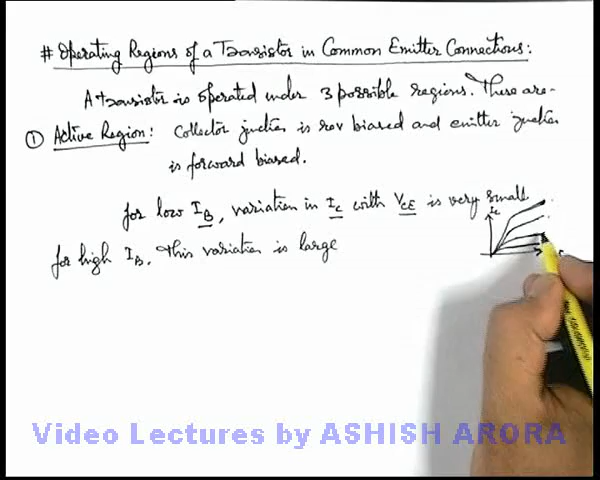 # Operating Regions of a Transistor in Common Emitter Connections:
A transistor is operated under 3 possible regions. These are-
① Active Region: Collector junction is rev biased and emitter junction
is forward biased.
for low I_B, variation in I_C with V_CE is very small.
for high I_B. This variation is large
I_C
Video Lectures by ASHISH ARORA